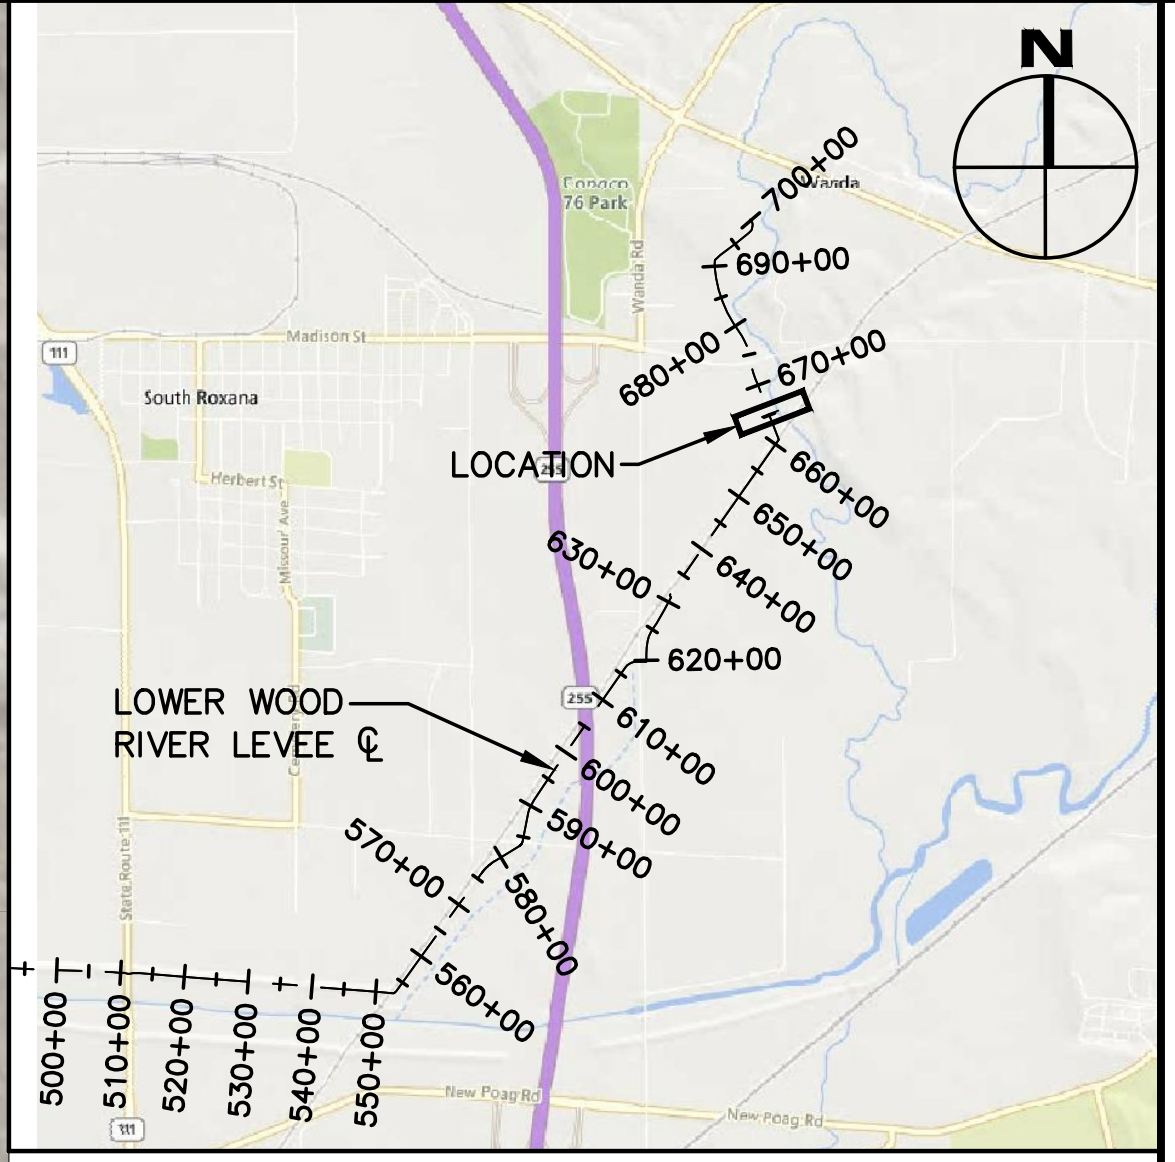 N
700+00
Wanda
Conoco
76 Park
690+00
Wanda Rd
Madison St
670+00
680+00
111
South Roxana
LOCATION
255
660+00
Herbert St
650+00
Missouri Ave
630+00
640+00
620+00
LOWER WOOD
RIVER LEVEE ℄
255
610+00
600+00
590+00
570+00
State Route 111
580+00
560+00
500+00
510+00
520+00
530+00
540+00
550+00
New Poag Rd
New Poag Rd
111